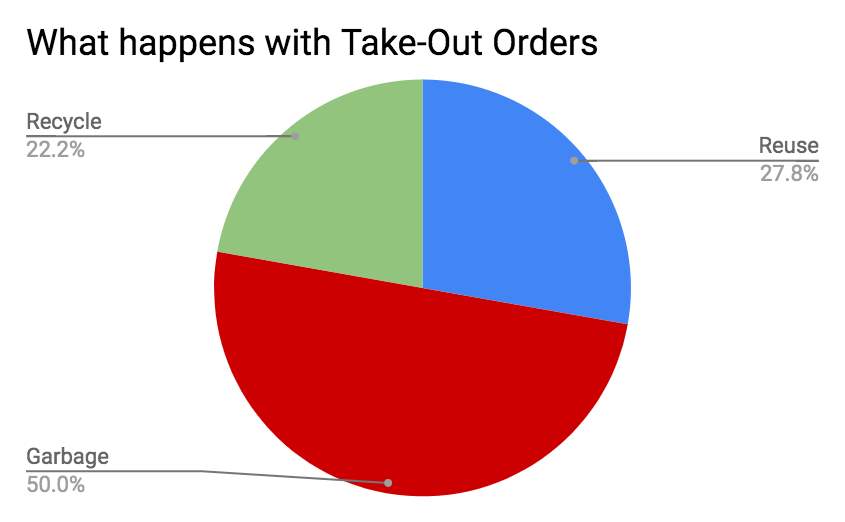 What happens with Take-Out Orders
Recycle
22.2%
Reuse
27.8%
Garbage
50.0%